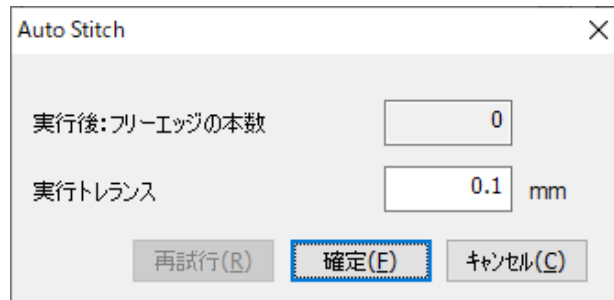 Auto Stitch
実行後:フリーエッジの本数 0
実行トレランス 0.1 mm
再試行(R) 確定(F) ｷｬﾝｾﾙ(C)